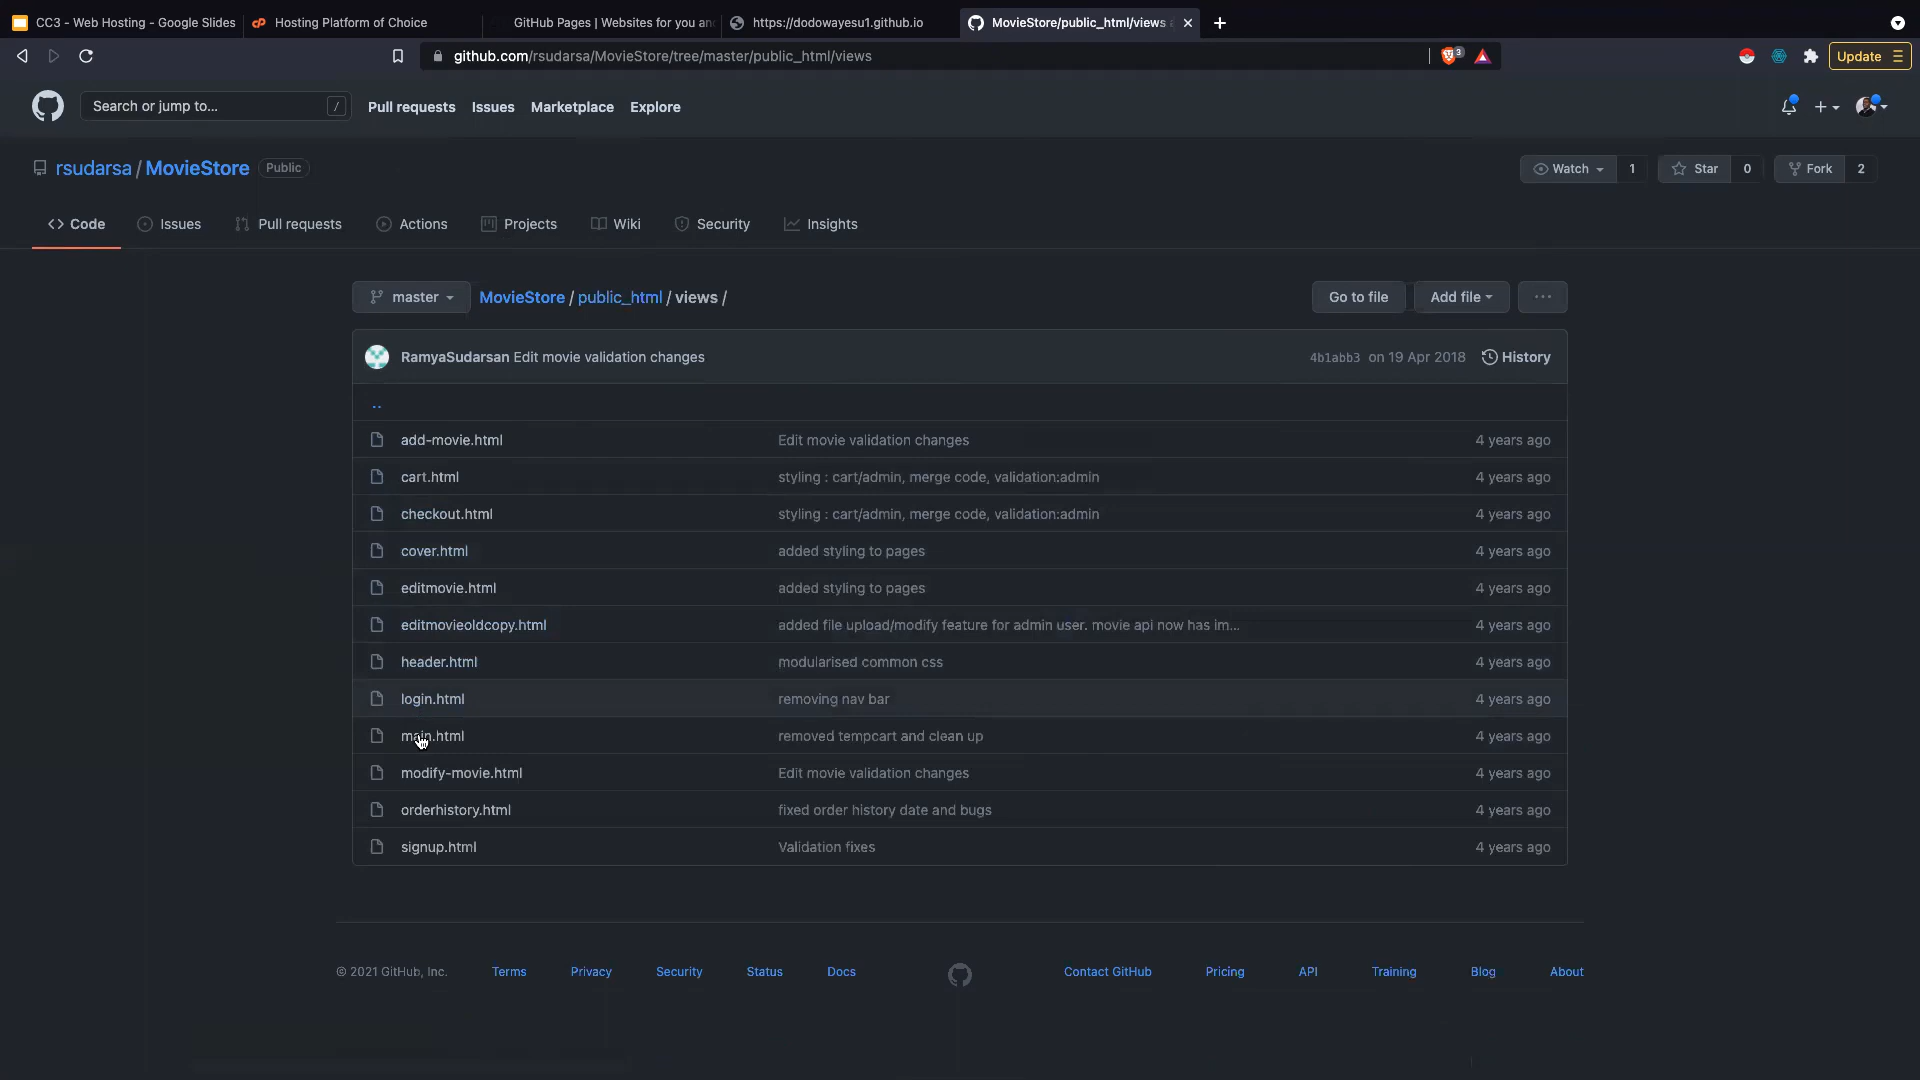 CC3 - Web Hosting - Google Slides
Hosting Platform of Choice
GitHub Pages | Websites for you an
https://dodowayesu1.github.io
MovieStore/public_html/views
github.com/rsudarsa/MovieStore/tree/master/public_html/views
3
Update
Search or jump to... /
Pull requests
Issues
Marketplace
Explore
rsudarsa / MovieStore Public
Watch 1
Star 0
Fork 2
<> Code
Issues
Pull requests
Actions
Projects
Wiki
Security
Insights
master
MovieStore / public_html / views /
Go to file
Add file
...
RamyaSudarsan Edit movie validation changes 4b1abb3 on 19 Apr 2018 History
..
add-movie.html Edit movie validation changes 4 years ago
cart.html styling : cart/admin, merge code, validation:admin 4 years ago
checkout.html styling : cart/admin, merge code, validation:admin 4 years ago
cover.html added styling to pages 4 years ago
editmovie.html added styling to pages 4 years ago
editmovieoldcopy.html added file upload/modify feature for admin user. movie api now has im... 4 years ago
header.html modularised common css 4 years ago
login.html removing nav bar 4 years ago
main.html removed tempcart and clean up 4 years ago
modify-movie.html Edit movie validation changes 4 years ago
orderhistory.html fixed order history date and bugs 4 years ago
signup.html Validation fixes 4 years ago
© 2021 GitHub, Inc. Terms Privacy Security Status Docs Contact GitHub Pricing API Training Blog About